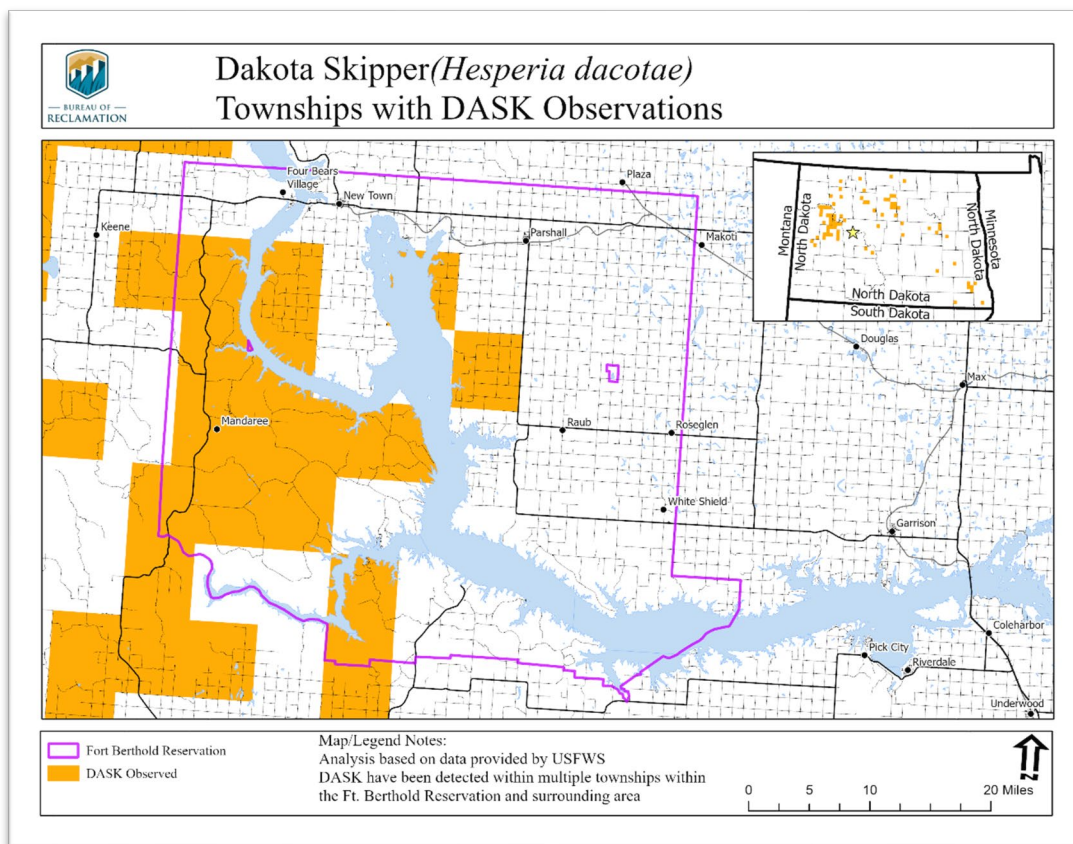 BUREAU OF
RECLAMATION
Dakota Skipper(Hesperia dacotae)
Townships with DASK Observations
Four Bears
Village
New Town
Plaza
Keene
Parshall
Makoti
Montana
North Dakota
North Dakota
Minnesota
North Dakota
South Dakota
Douglas
Max
Mandaree
Raub
Roseglen
White Shield
Garrison
Coleharbor
Pick City
Riverdale
Underwood
Fort Berthold Reservation
DASK Observed
Map/Legend Notes:
Analysis based on data provided by USFWS
DASK have been detected within multiple townships within
the Ft. Berthold Reservation and surrounding area
N
0 5 10 20 Miles